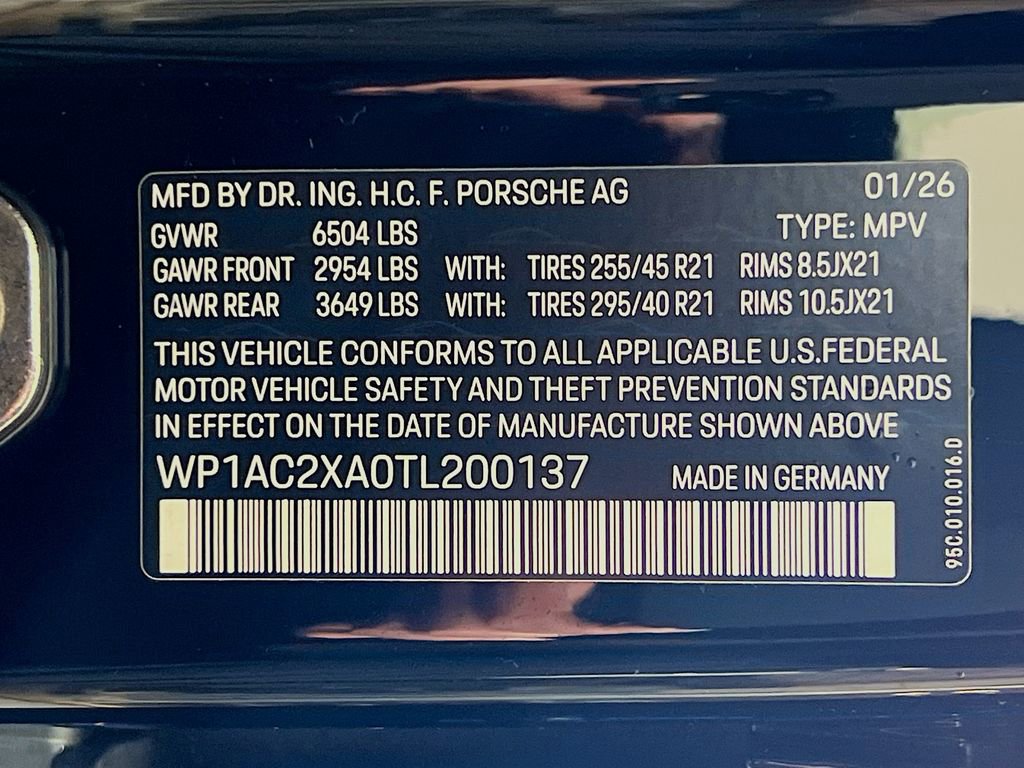 MFD BY DR. ING. H.C. F. PORSCHE AG 01/26
GVWR 6504 LBS TYPE: MPV
GAWR FRONT 2954 LBS WITH: TIRES 255/45 R21 RIMS 8.5JX21
GAWR REAR 3649 LBS WITH: TIRES 295/40 R21 RIMS 10.5JX21
THIS VEHICLE CONFORMS TO ALL APPLICABLE U.S.FEDERAL
MOTOR VEHICLE SAFETY AND THEFT PREVENTION STANDARDS
IN EFFECT ON THE DATE OF MANUFACTURE SHOWN ABOVE
WP1AC2XA0TL200137 MADE IN GERMANY
95C.010.016.D